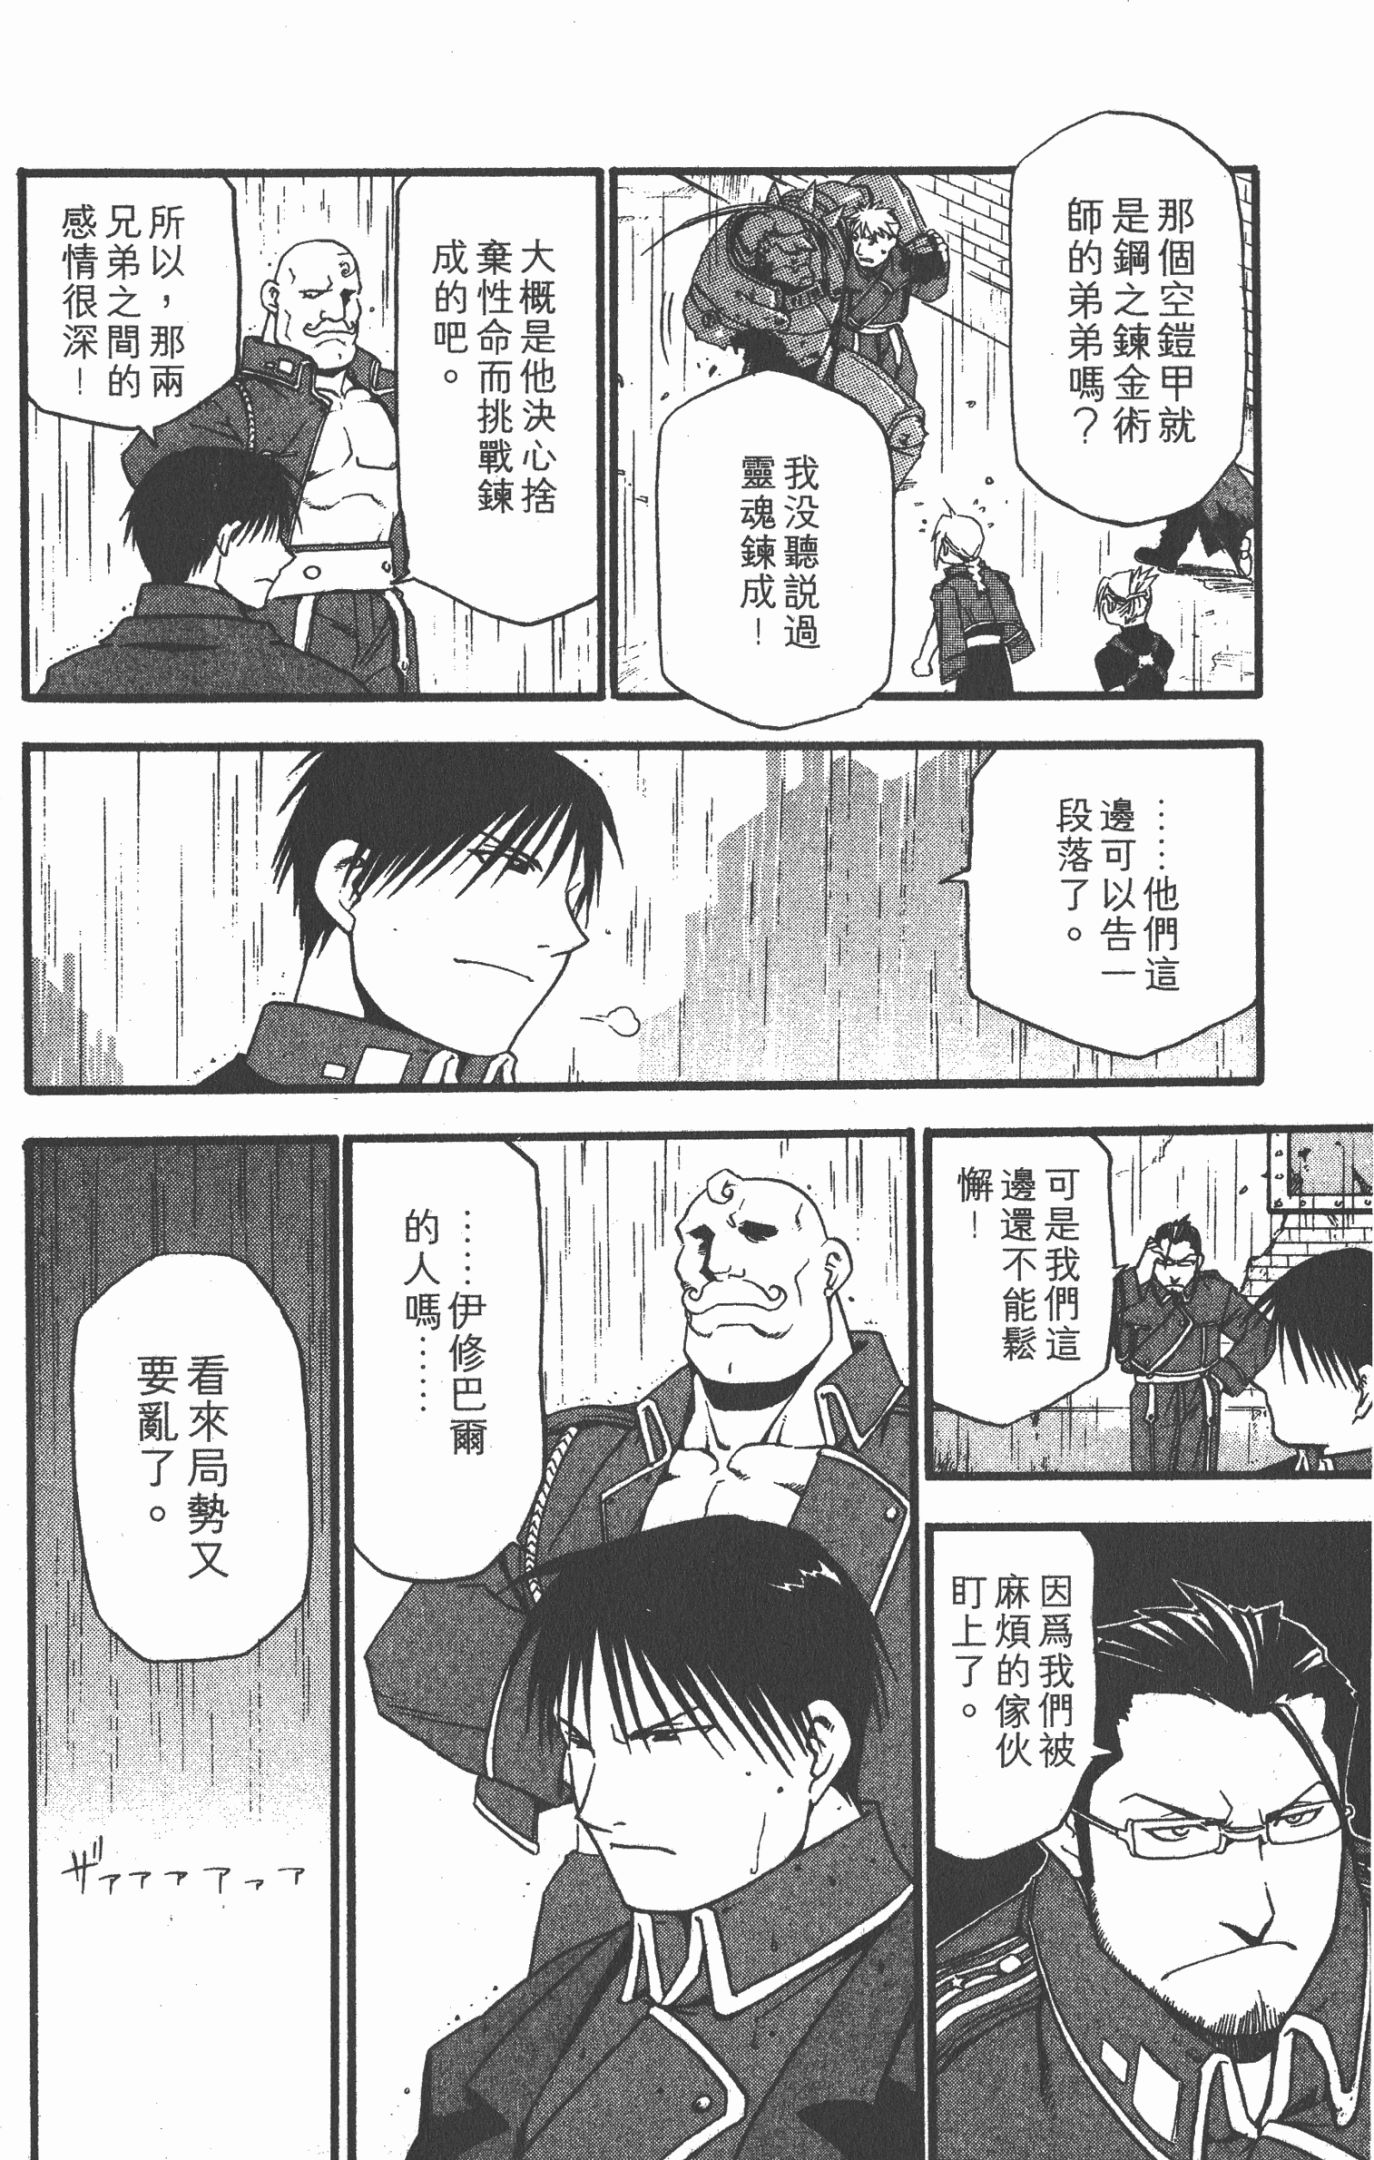 那個空鎧甲就
是鋼之鍊金術
師的弟弟嗎?
我没聽説過
靈魂鍊成!
大概是他決心捨
棄性命而挑戰鍊
成的吧。
所以,那兩
兄弟之間的
感情很深!
……他們這
邊可以告一
段落了。
可是我們這
邊還不能鬆
懈!
因爲我們被
麻煩的傢伙
盯上了。
……伊修巴爾
的人嗎……
看來局勢又
要亂了。
ザァァァァァァ